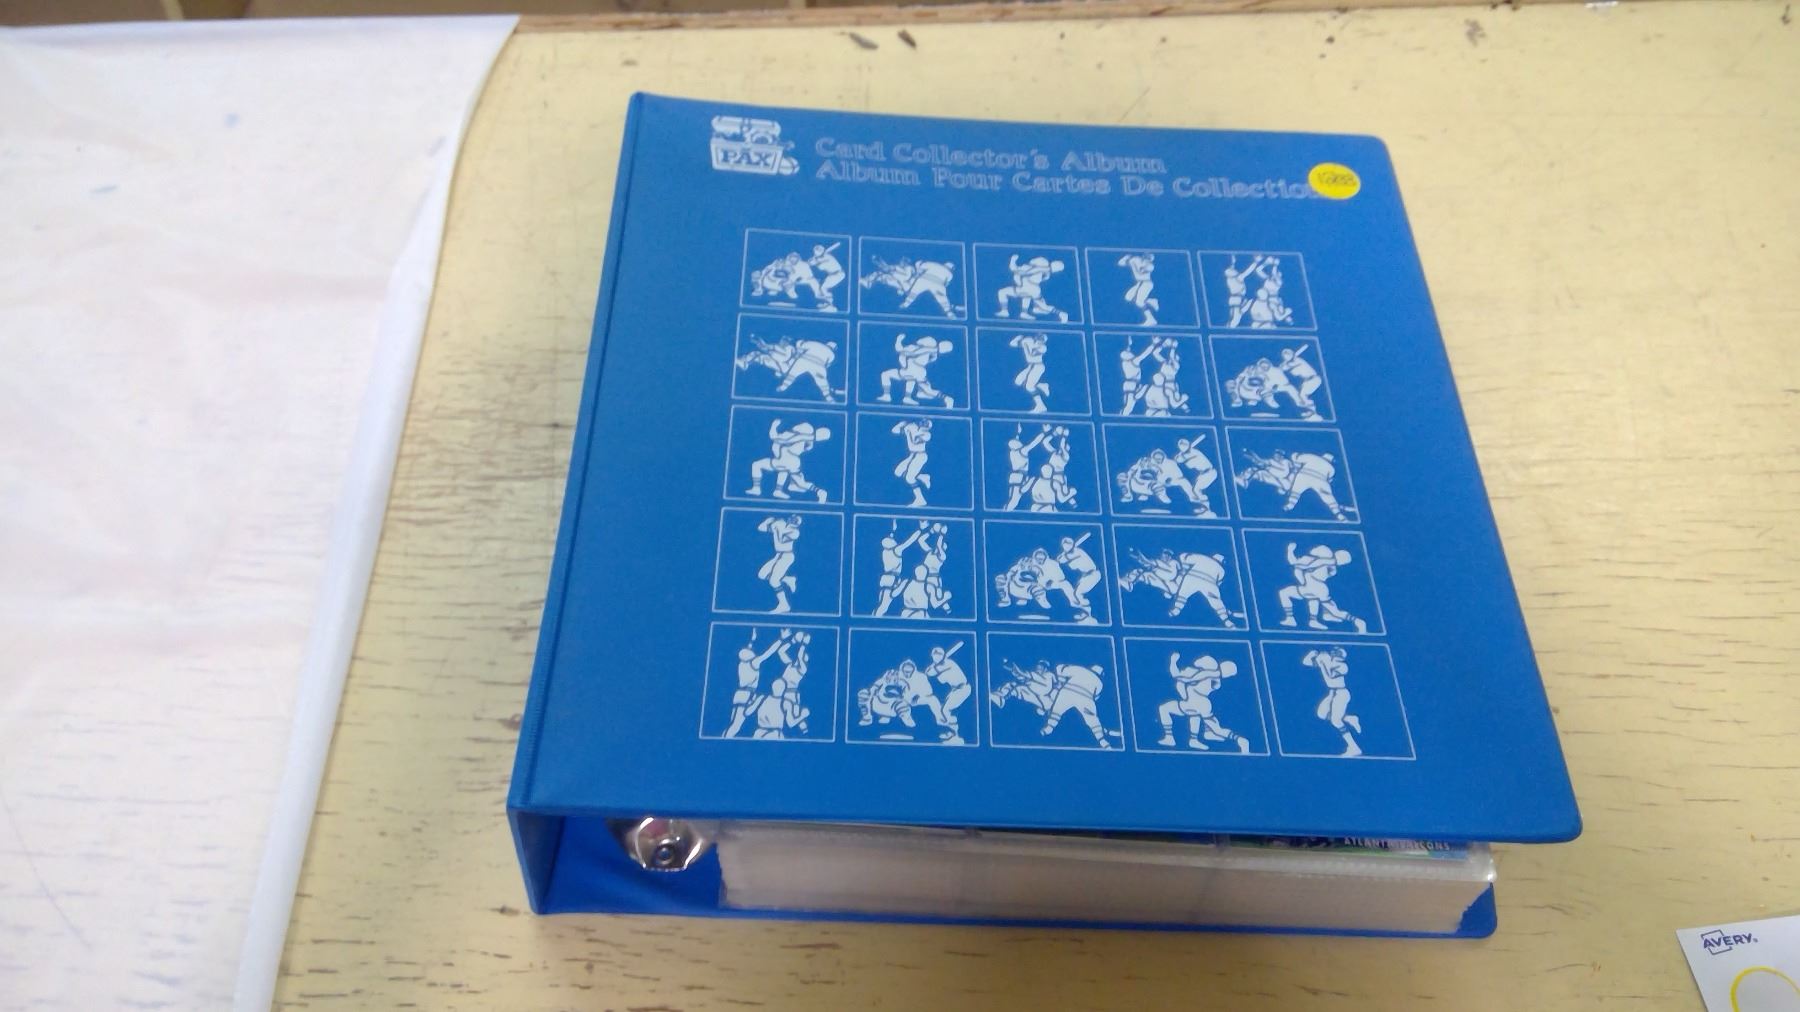 PAX
Card Collector's Album
Album Pour Cartes De Collection
ATLANTA FALCONS
AVERY